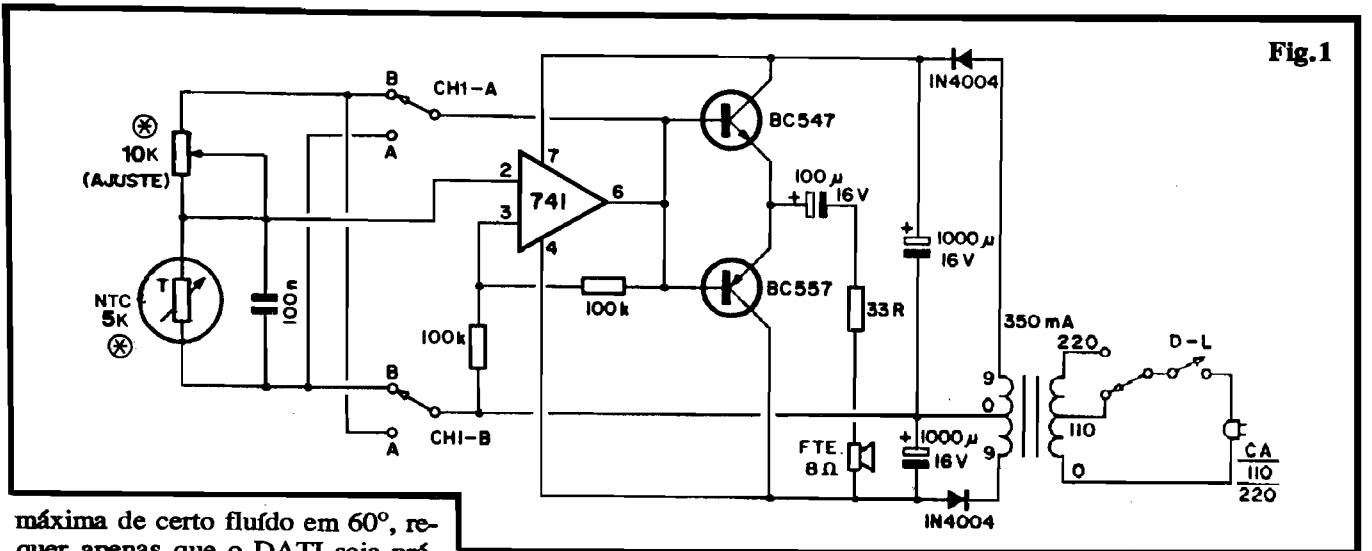 Fig.1
B
CH1-A
A
10K
(AJUSTE)
T
NTC
5K
100n
B
A
CH1-B
2
3
7
741
6
4
100k
100k
BC547
BC557
100µ
16V
+
33R
FTE.
8Ω
1N4004
+
1000µ
16V
+
1000µ
16V
1N4004
350mA
9
0
9
220
110
0
D-L
CA
110
220
máxima de certo fluído em 60°, re-
quer apenas que o DATI seja pré-